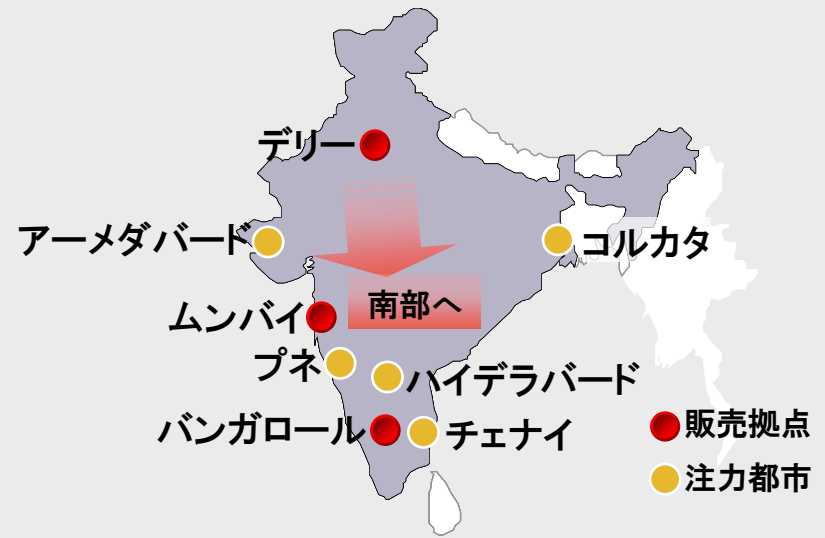 デリー
アーメダバード
コルカタ
南部へ
ムンバイ
プネ
ハイデラバード
バンガロール
チェナイ
販売拠点
注力都市